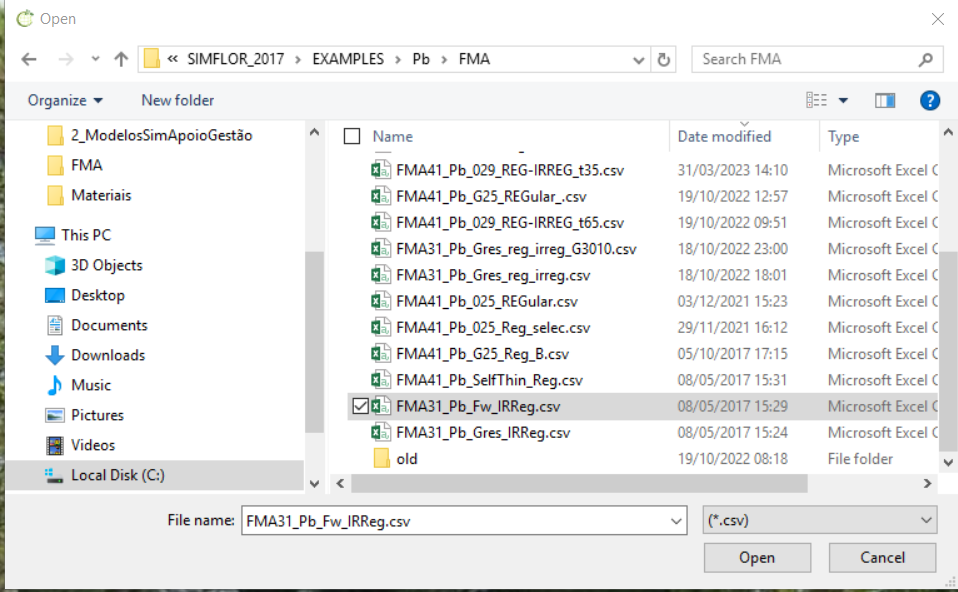 Open
« SIMFLOR_2017 › EXAMPLES › Pb › FMA
Search FMA
Organize
New folder
?
2_ModelosSimApoioGestão
FMA
Materiais
This PC
3D Objects
Desktop
Documents
Downloads
Music
Pictures
Videos
Local Disk (C:)
Name Date modified Type
FMA41_Pb_029_REG-IRREG_t35.csv 31/03/2023 14:10 Microsoft Excel C
FMA41_Pb_G25_REGular_.csv 19/10/2022 12:57 Microsoft Excel C
FMA41_Pb_029_REG-IRREG_t65.csv 19/10/2022 09:51 Microsoft Excel C
FMA31_Pb_Gres_reg_irreg_G3010.csv 18/10/2022 23:00 Microsoft Excel C
FMA31_Pb_Gres_reg_irreg.csv 18/10/2022 18:01 Microsoft Excel C
FMA41_Pb_025_REGular.csv 03/12/2021 15:23 Microsoft Excel C
FMA41_Pb_025_Reg_selec.csv 29/11/2021 16:12 Microsoft Excel C
FMA41_Pb_G25_Reg_B.csv 05/10/2017 17:15 Microsoft Excel C
FMA41_Pb_SelfThin_Reg.csv 08/05/2017 15:31 Microsoft Excel C
FMA31_Pb_Fw_IRReg.csv 08/05/2017 15:29 Microsoft Excel C
FMA31_Pb_Gres_IRReg.csv 08/05/2017 15:24 Microsoft Excel C
old 19/10/2022 08:18 File folder
File name: FMA31_Pb_Fw_IRReg.csv
(*.csv)
Open
Cancel